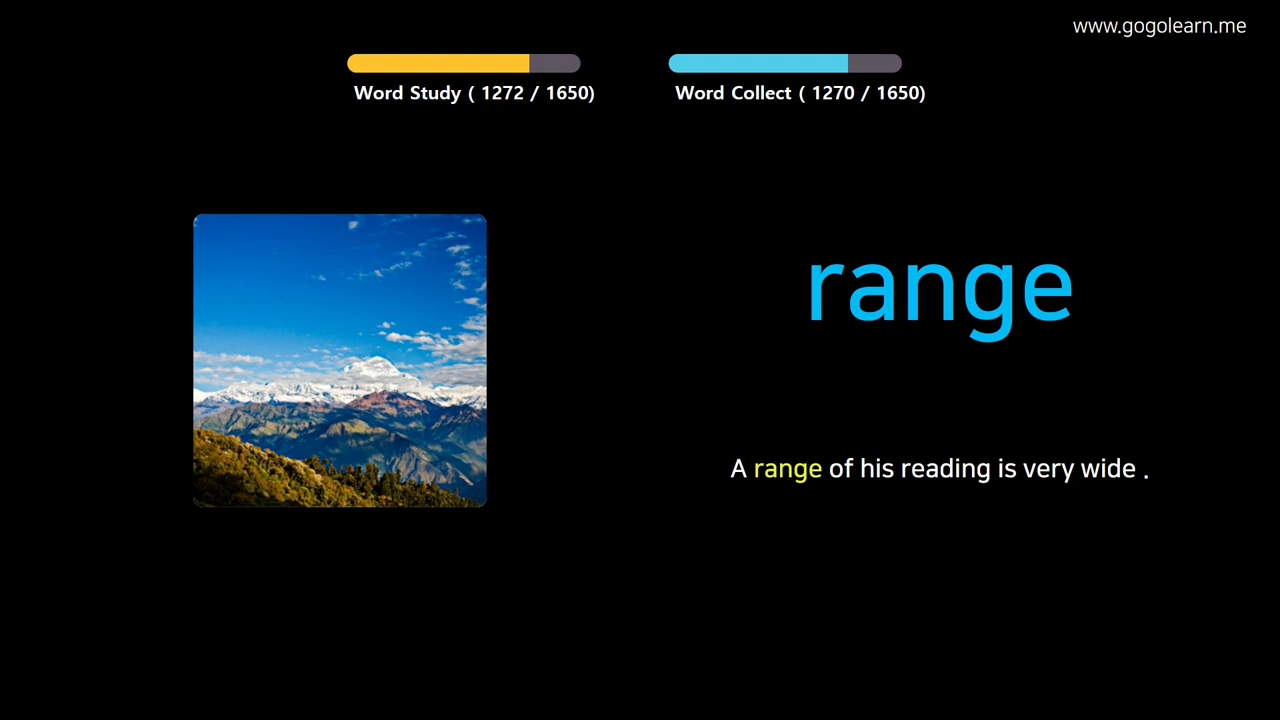 www.gogolearn.me
Word Study ( 1272 / 1650)
Word Collect ( 1270 / 1650)
range
A range of his reading is very wide .